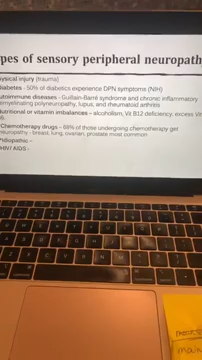 pes of sensory peripheral neuropath
ysical injury (trauma)
iabetes - 50% of diabetics experience DPN symptoms (NIH)
utoimmune diseases - Guillain-Barré syndrome and chronic inflammatory
emyelinating polyneuropathy, lupus, and rheumatoid arthritis
utritional or vitamin imbalances - alcoholism, Vit B12 deficiency, excess Vit
Chemotherapy drugs - 68% of those undergoing chemotherapy get
neuropathy - breast, lung, ovarian, prostate most common
*Idiopathic -
HIV/ AIDS -